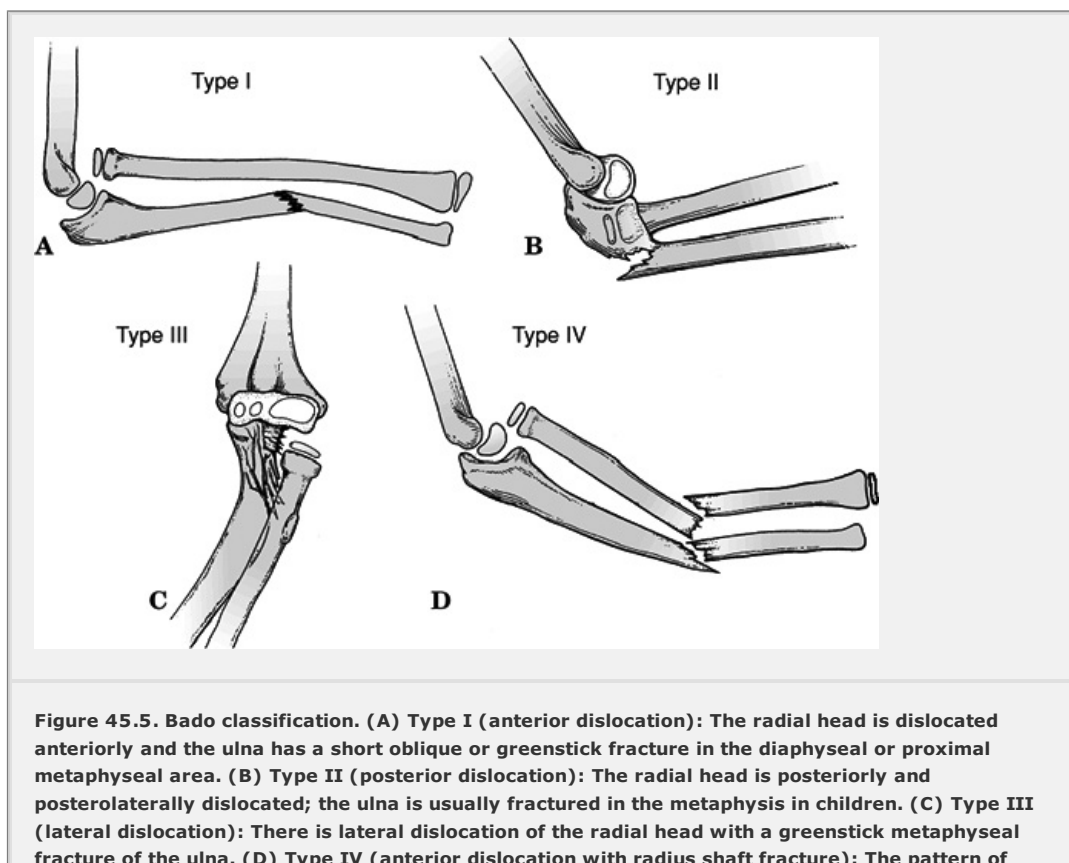 Type I
Type II
A
B
Type III
Type IV
C
D
Figure 45.5. Bado classification. (A) Type I (anterior dislocation): The radial head is dislocated
anteriorly and the ulna has a short oblique or greenstick fracture in the diaphyseal or proximal
metaphyseal area. (B) Type II (posterior dislocation): The radial head is posteriorly and
posterolaterally dislocated; the ulna is usually fractured in the metaphysis in children. (C) Type III
(lateral dislocation): There is lateral dislocation of the radial head with a greenstick metaphyseal
fracture of the ulna. (D) Type IV (anterior dislocation with radius shaft fracture): The pattern of